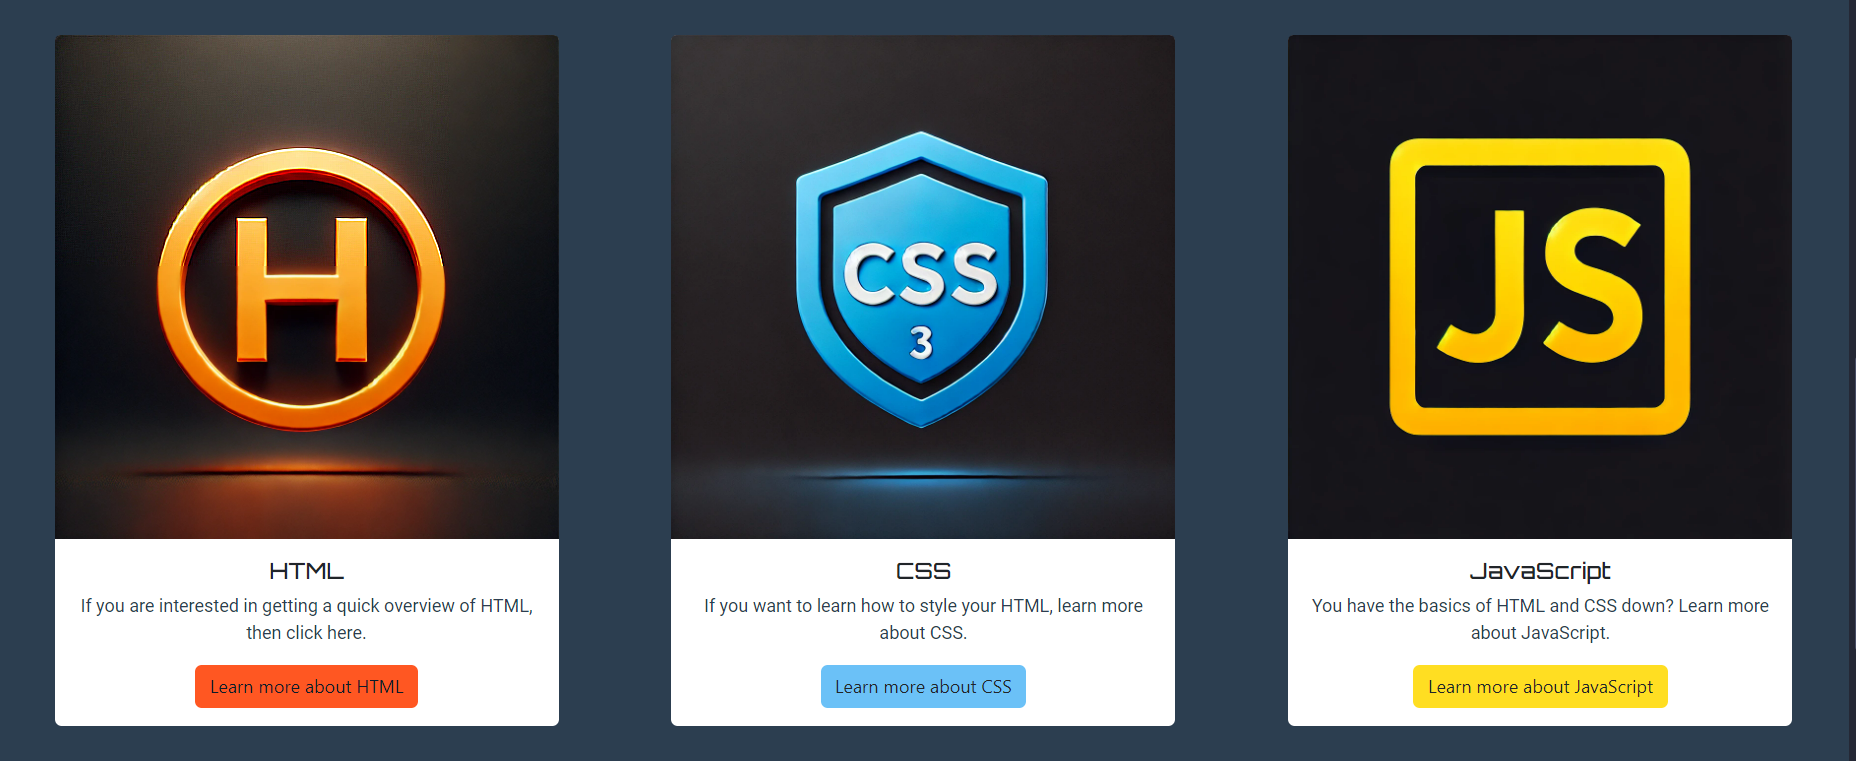 H
HTML
If you are interested in getting a quick overview of HTML,
then click here.
Learn more about HTML
CSS
3
CSS
If you want to learn how to style your HTML, learn more
about CSS.
Learn more about CSS
JS
JavaScript
You have the basics of HTML and CSS down? Learn more
about JavaScript.
Learn more about JavaScript